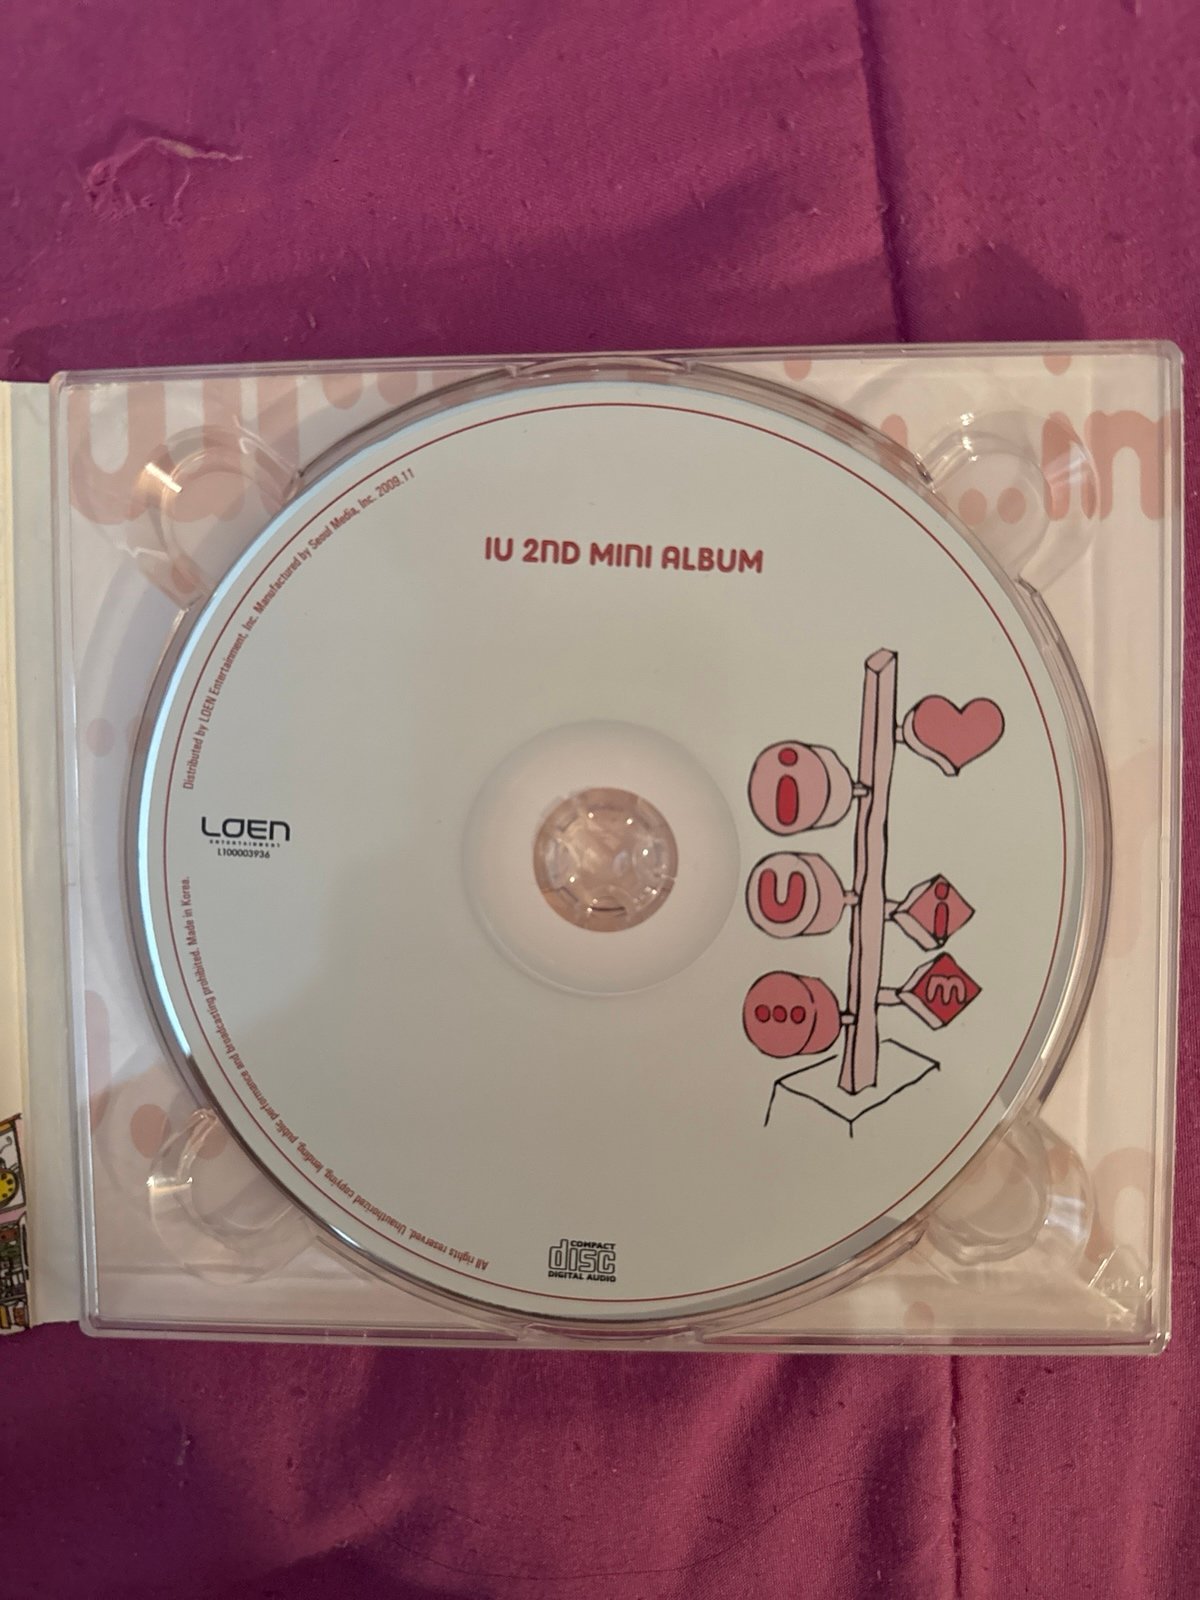 IU 2ND MINI ALBUM
Distributed by LOEN Entertainment, Inc. Manufactured by Seoul Media, Inc. 2009.11
LOEN
ENTERTAINMENT
L100003936
All rights reserved. Unauthorized copying, lending, public performance and broadcasting prohibited. Made in Korea.
i
U
...
i
m
COMPACT
disc
DIGITAL AUDIO
...im